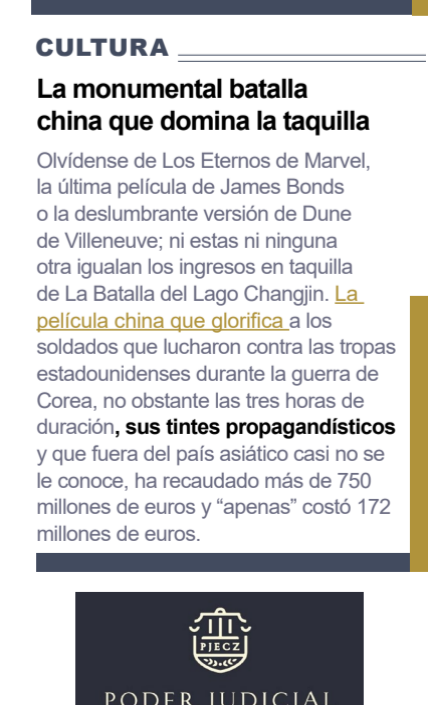 CULTURA
La monumental batalla
china que domina la taquilla
Olvídense de Los Eternos de Marvel,
la última película de James Bonds
o la deslumbrante versión de Dune
de Villeneuve; ni estas ni ninguna
otra igualan los ingresos en taquilla
de La Batalla del Lago Changjin. La
película china que glorifica a los
soldados que lucharon contra las tropas
estadounidenses durante la guerra de
Corea, no obstante las tres horas de
duración, sus tintes propagandísticos
y que fuera del país asiático casi no se
le conoce, ha recaudado más de 750
millones de euros y “apenas” costó 172
millones de euros.
PJECZ
PODER JUDICIAL